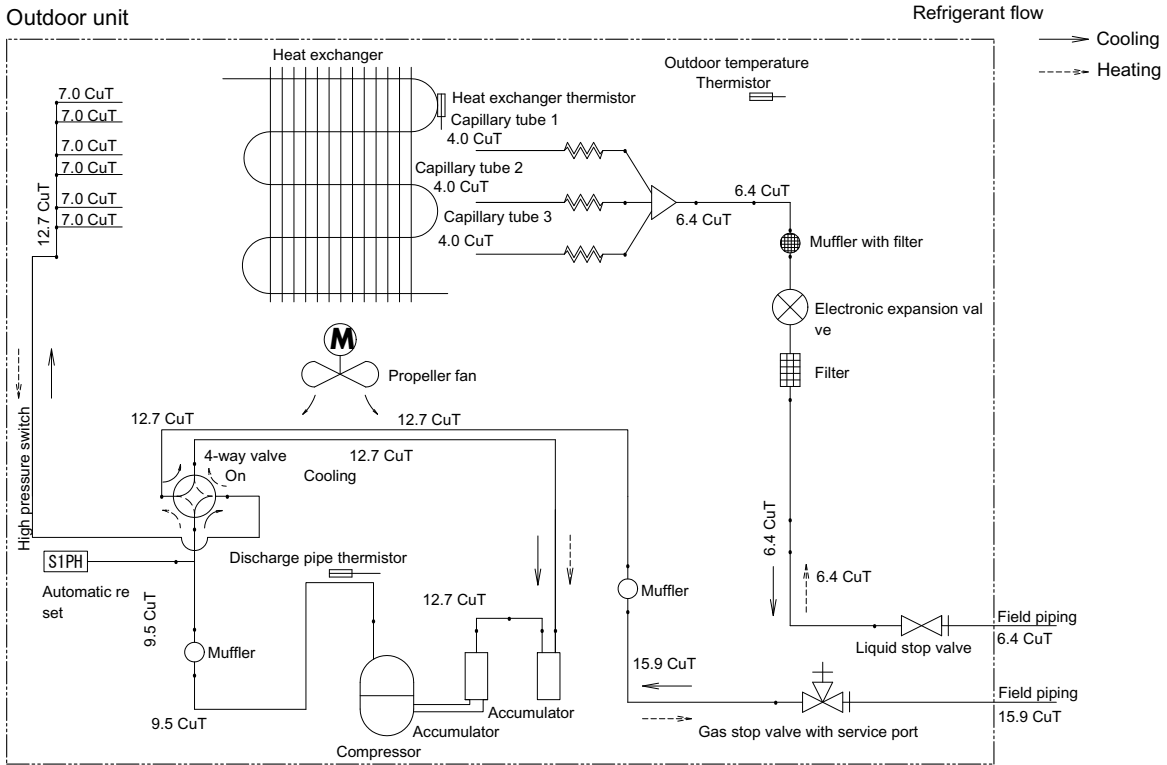 Outdoor unit
Refrigerant flow
Cooling
Heating
Heat exchanger
Outdoor temperature
Thermistor
7.0 CuT
7.0 CuT
7.0 CuT
7.0 CuT
7.0 CuT
7.0 CuT
12.7 CuT
Heat exchanger thermistor
Capillary tube 1
4.0 CuT
Capillary tube 2
4.0 CuT
Capillary tube 3
4.0 CuT
6.4 CuT
6.4 CuT
Muffler with filter
Electronic expansion val
ve
Filter
M
Propeller fan
High pressure switch
12.7 CuT
12.7 CuT
4-way valve
On
12.7 CuT
Cooling
S1PH
Automatic re
set
9.5 CuT
Discharge pipe thermistor
Muffler
9.5 CuT
12.7 CuT
Compressor
Accumulator
Accumulator
Muffler
6.4 CuT
6.4 CuT
Liquid stop valve
Field piping
6.4 CuT
15.9 CuT
Gas stop valve with service port
Field piping
15.9 CuT